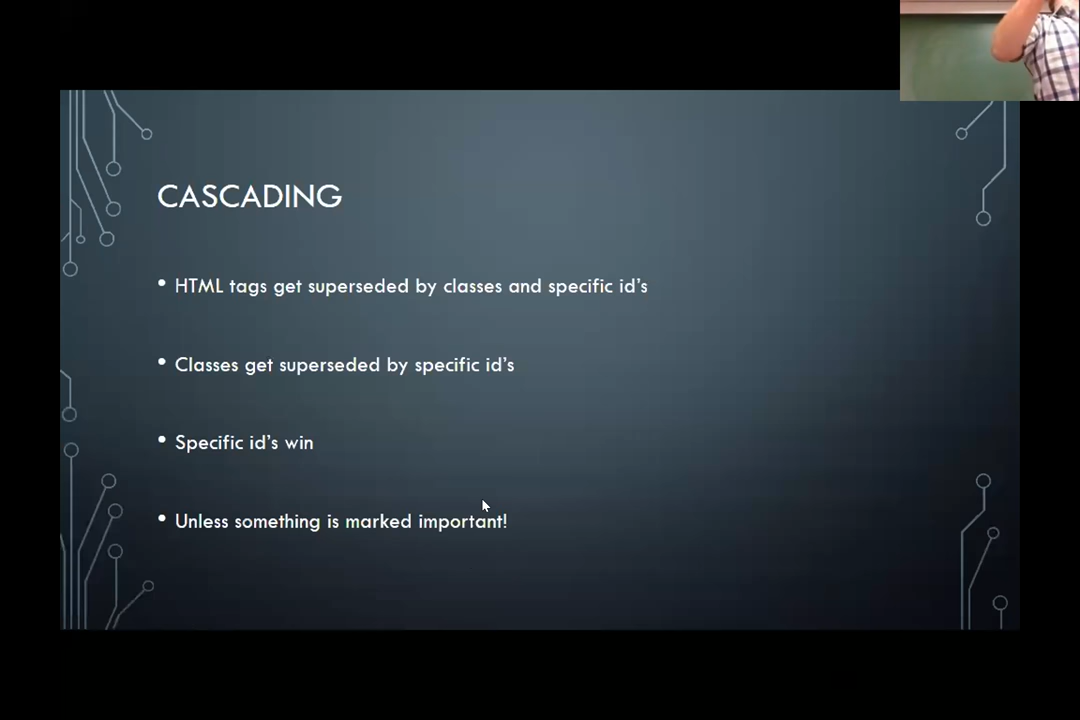 CASCADING
• HTML tags get superseded by classes and specific id's
• Classes get superseded by specific id's
• Specific id's win
• Unless something is marked important!